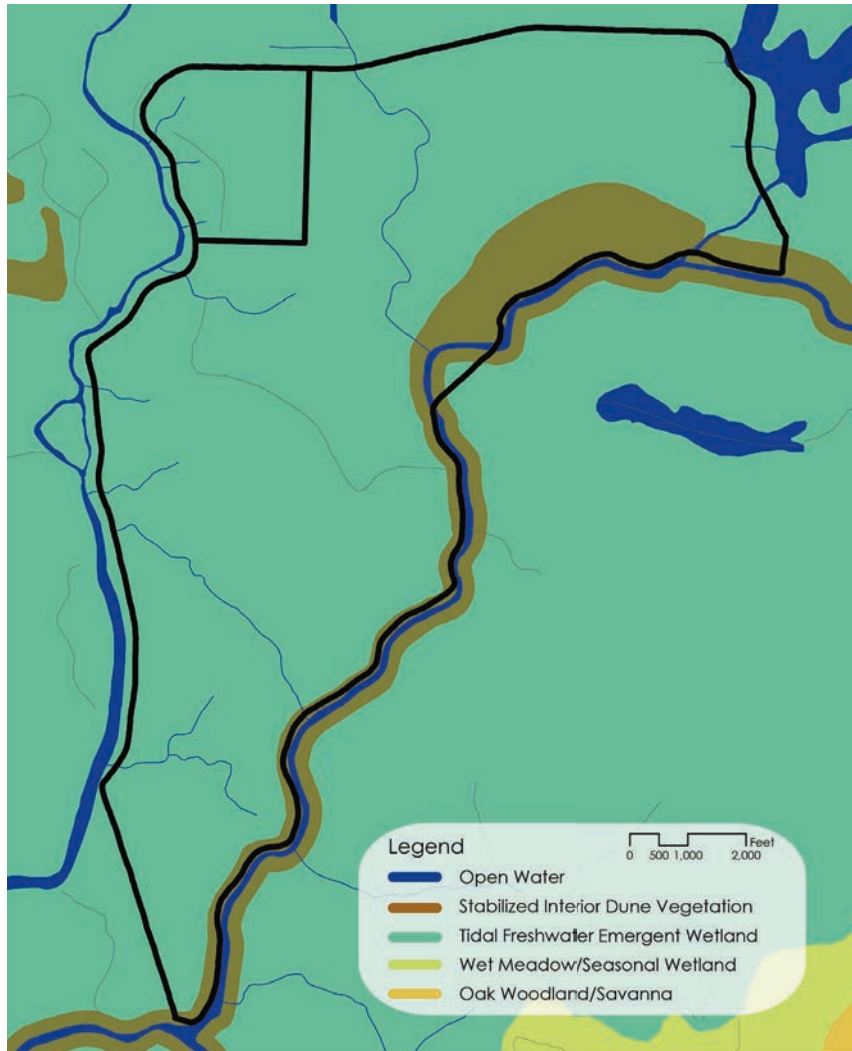 Legend
Feet
0 500 1,000 2,000
Open Water
Stabilized Interior Dune Vegetation
Tidal Freshwater Emergent Wetland
Wet Meadow/Seasonal Wetland
Oak Woodland/Savanna